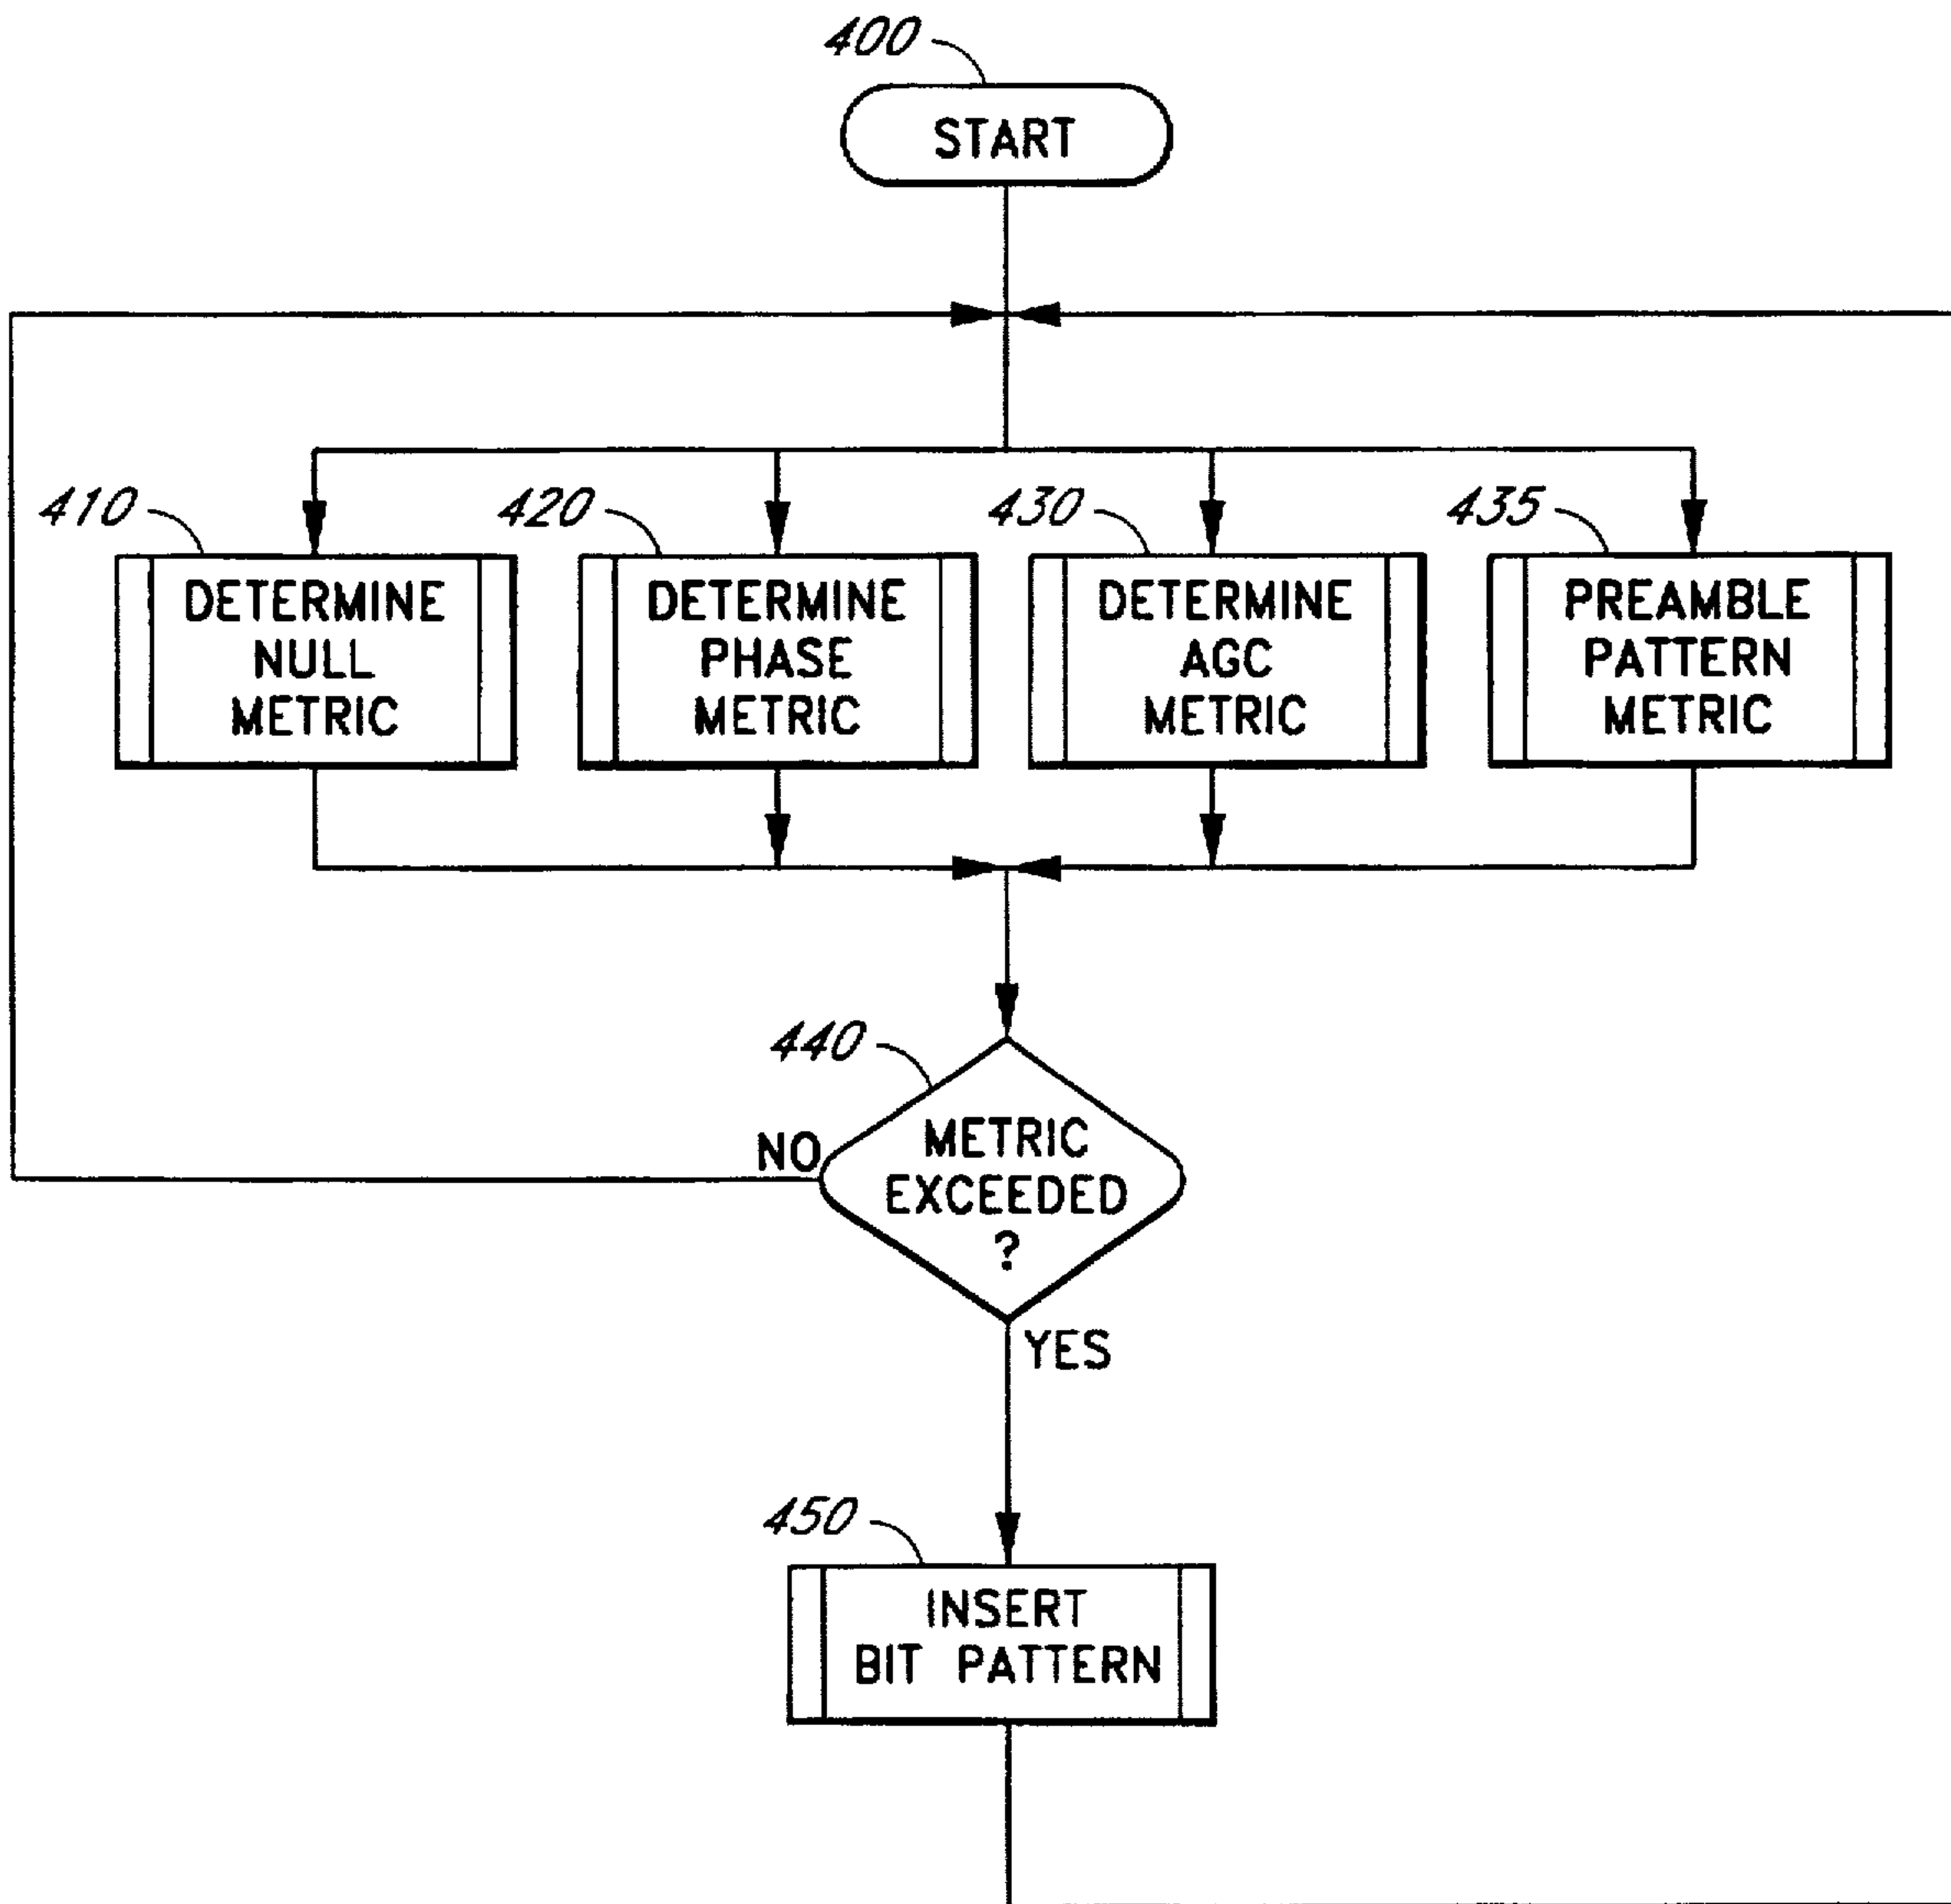 400
START
410
DETERMINE
NULL
METRIC
420
DETERMINE
PHASE
METRIC
430
DETERMINE
AGC
METRIC
435
PREAMBLE
PATTERN
METRIC
440
METRIC
EXCEEDED
?
NO
YES
450
INSERT
BIT PATTERN